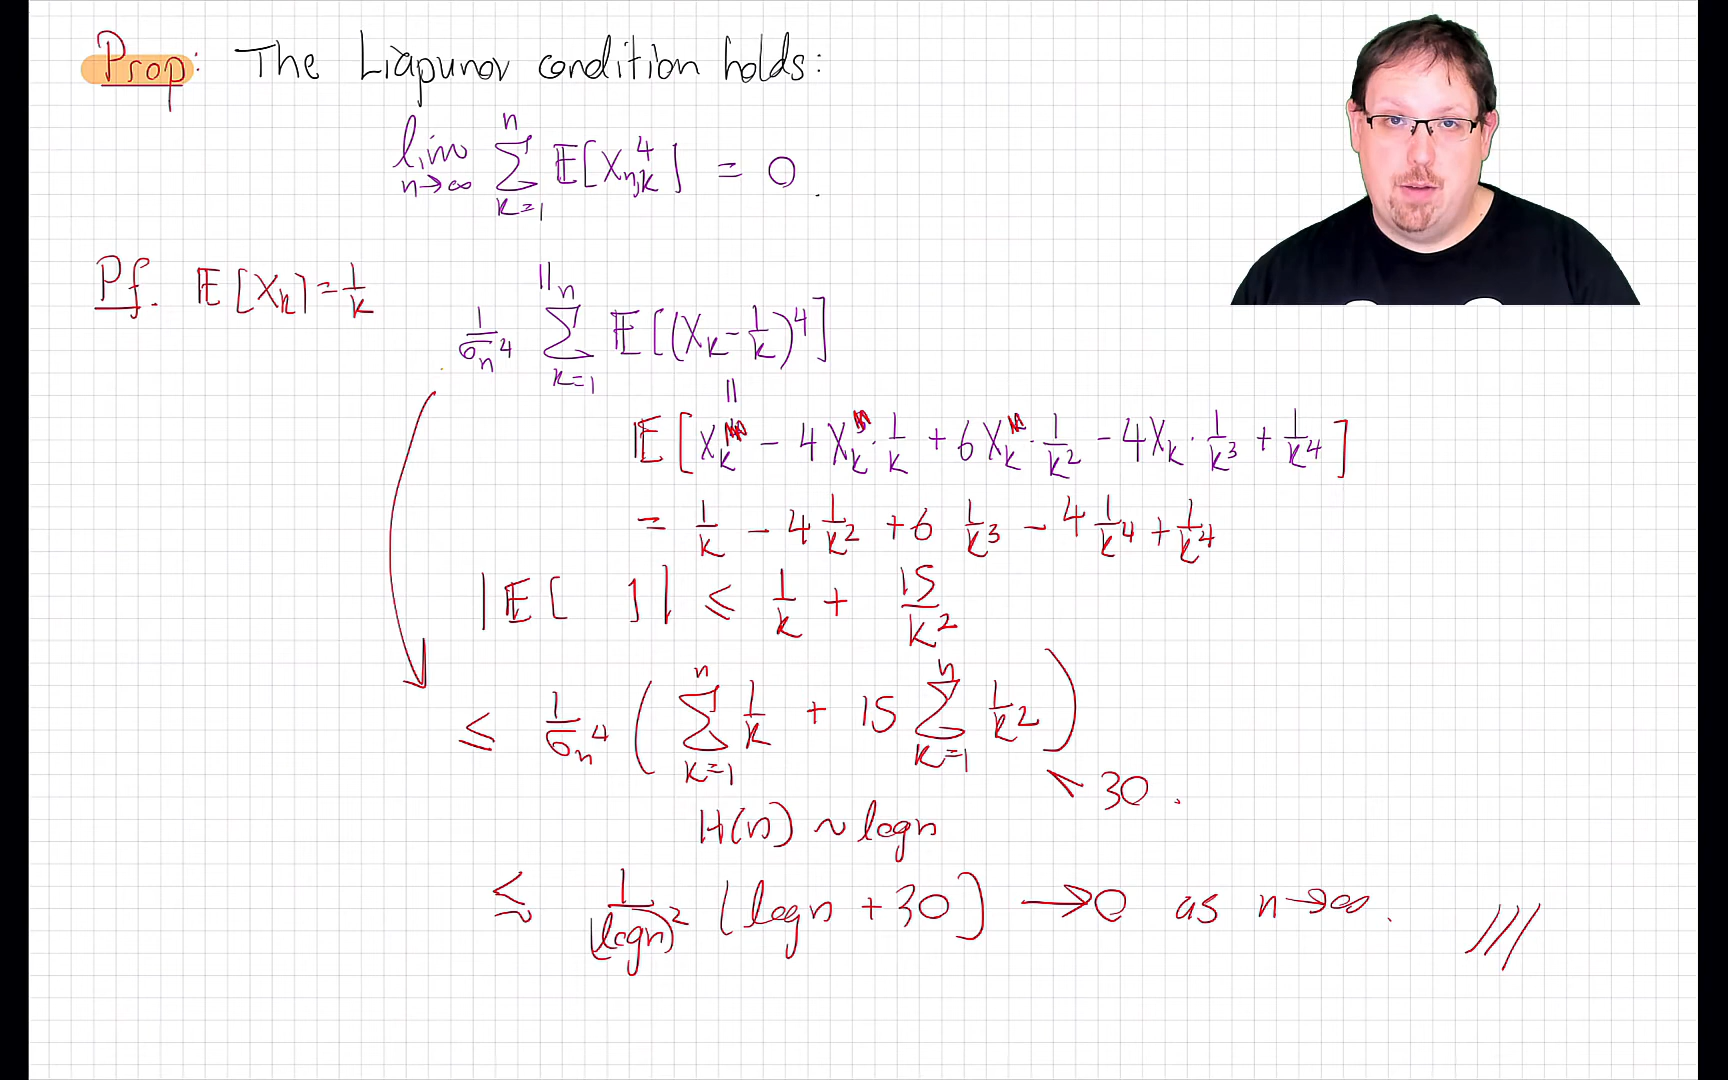 Prop: The Liapunov condition holds:
lim n→∞ Σ_{k=1}^{n} 𝔼[X_{n,k}^4] = 0.
Pf. 𝔼[X_k] = 1/k
||
1/σ_n^4 Σ_{k=1}^{n} 𝔼[(X_k - 1/k)^4]
||
𝔼[X_k - 4X_k · 1/k + 6X_k · 1/k^2 - 4X_k · 1/k^3 + 1/k^4]
= 1/k - 4 1/k^2 + 6 1/k^3 - 4 1/k^4 + 1/k^4
|𝔼[ ]| ≤ 1/k + 15/k^2
≤ 1/σ_n^4 ( Σ_{k=1}^{n} 1/k + 15 Σ_{k=1}^{n} 1/k^2 )
30.
H(n) ~ log n
≲ 1/(log n)^2 (log n + 30) → 0 as n→∞. ///